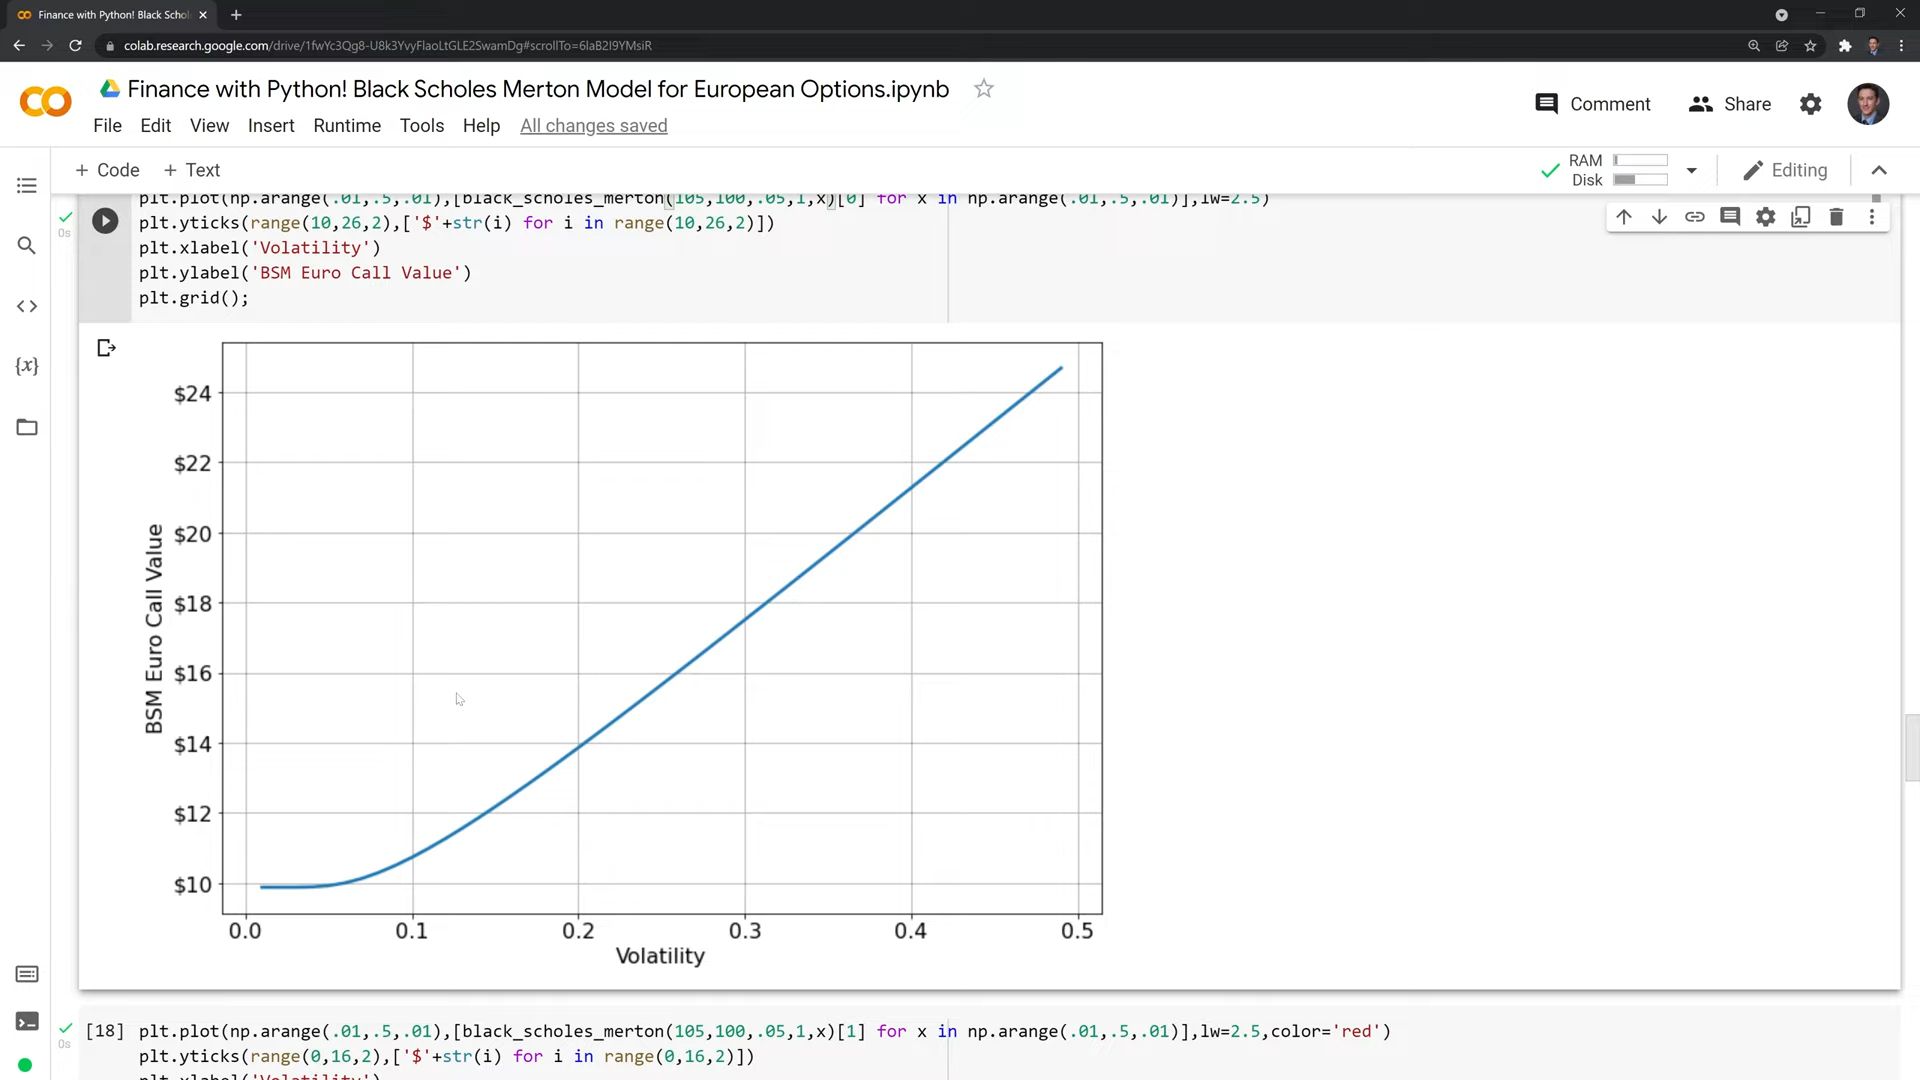 Finance with Python! Black Schol
colab.research.google.com/drive/1fwYc3Qg8-U8k3YvyFlaoLtGLE2SwamDg#scrollTo=6laB2I9YMsiR
Finance with Python! Black Scholes Merton Model for European Options.ipynb
Comment
Share
File Edit View Insert Runtime Tools Help All changes saved
+ Code + Text
RAM
Disk
Editing
plt.plot(np.arange(.01,.5,.01),[black_scholes_merton(105,100,.05,1,x)[0] for x in np.arange(.01,.5,.01)],lw=2.5)
0s
plt.yticks(range(10,26,2),['$'+str(i) for i in range(10,26,2)])
plt.xlabel('Volatility')
plt.ylabel('BSM Euro Call Value')
plt.grid();
{x}
BSM Euro Call Value
$24
$22
$20
$18
$16
$14
$12
$10
0.0 0.1 0.2 0.3 0.4 0.5
Volatility
[18] plt.plot(np.arange(.01,.5,.01),[black_scholes_merton(105,100,.05,1,x)[1] for x in np.arange(.01,.5,.01)],lw=2.5,color='red')
0s
plt.yticks(range(0,16,2),['$'+str(i) for i in range(0,16,2)])
plt.xlabel('Volatility')